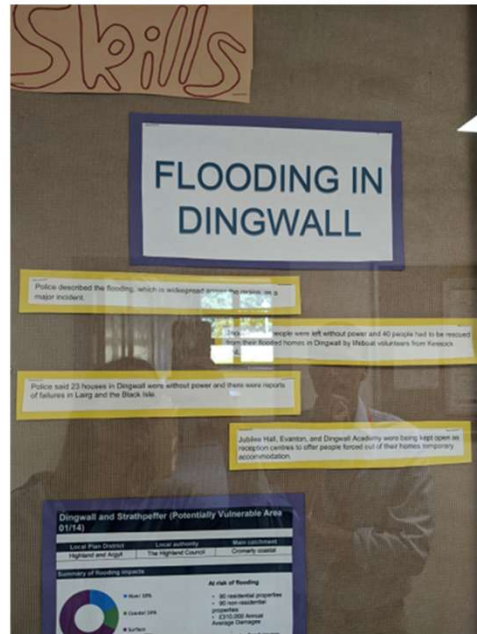 Skills
FLOODING IN
DINGWALL
Police described the flooding, which is widespread across the region, as a
major incident.
people were left without power and 40 people had to be rescued
from their flooded homes in Dingwall by lifeboat volunteers from Kessock
Police said 23 houses in Dingwall were without power and there were reports
of failures in Lairg and the Black Isle.
Jubilee Hall, Evanton, and Dingwall Academy were being kept open as
reception centres to offer people forced out of their homes temporary
accommodation.
Dingwall and Strathpeffer (Potentially Vulnerable Area
01/14)
Local Plan District Local authority Main catchment
Highland and Argyll The Highland Council Cromarty coastal
Summary of flooding impacts
At risk of flooding
• 90 residential properties
• 90 non-residential
properties
• £310,000 Annual
Average Damages
River
Coastal
Surface